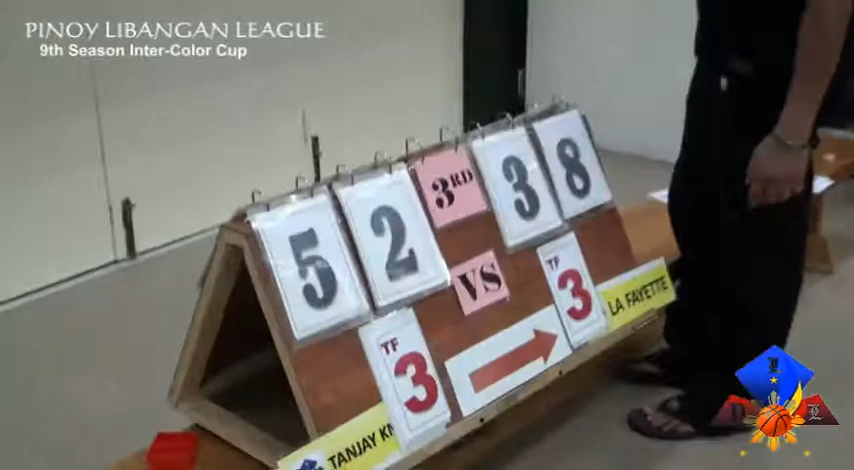 PINOY LIBANGAN LEAGUE
9th Season Inter-Color Cup
5 2 3RD 3 8
VS
TF 3
TF 3
TANJAY
LA FAYETTE